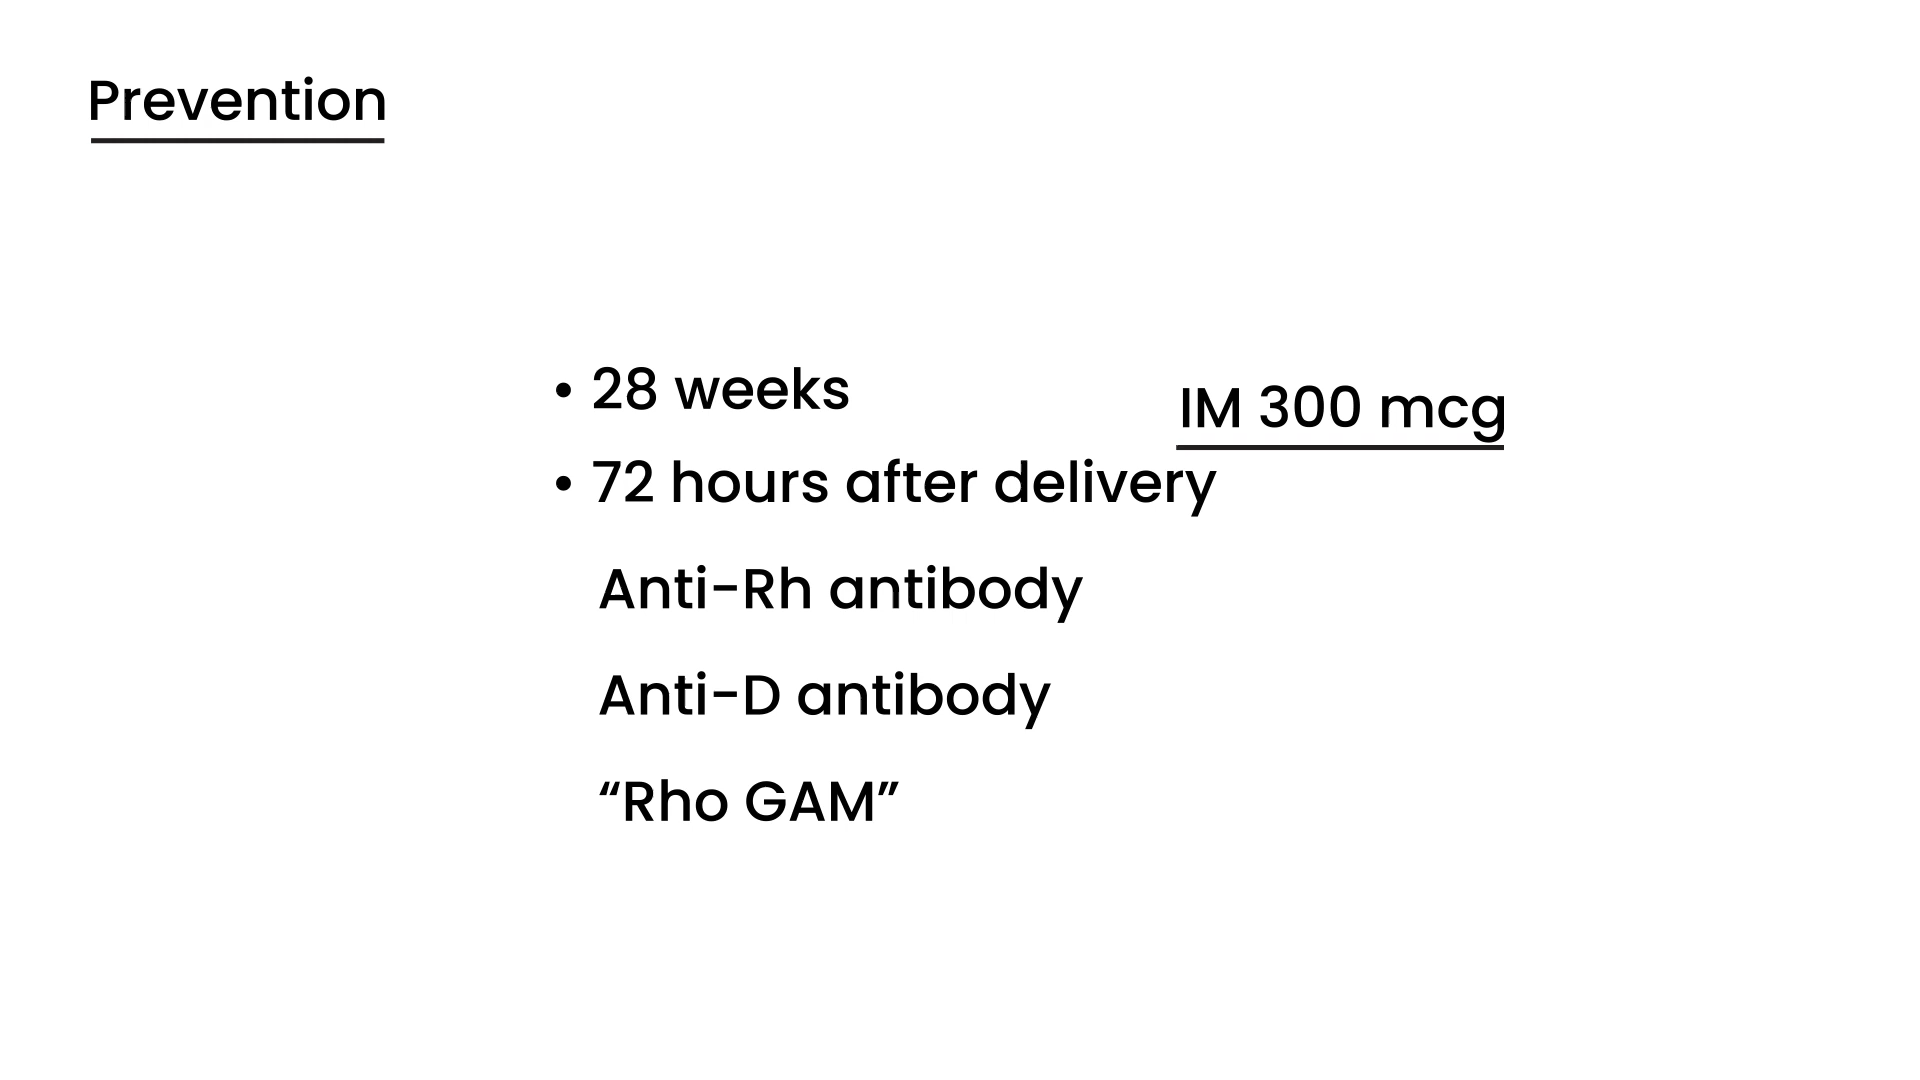 Prevention
• 28 weeks
IM 300 mcg
• 72 hours after delivery
Anti-Rh antibody
Anti-D antibody
“Rho GAM”